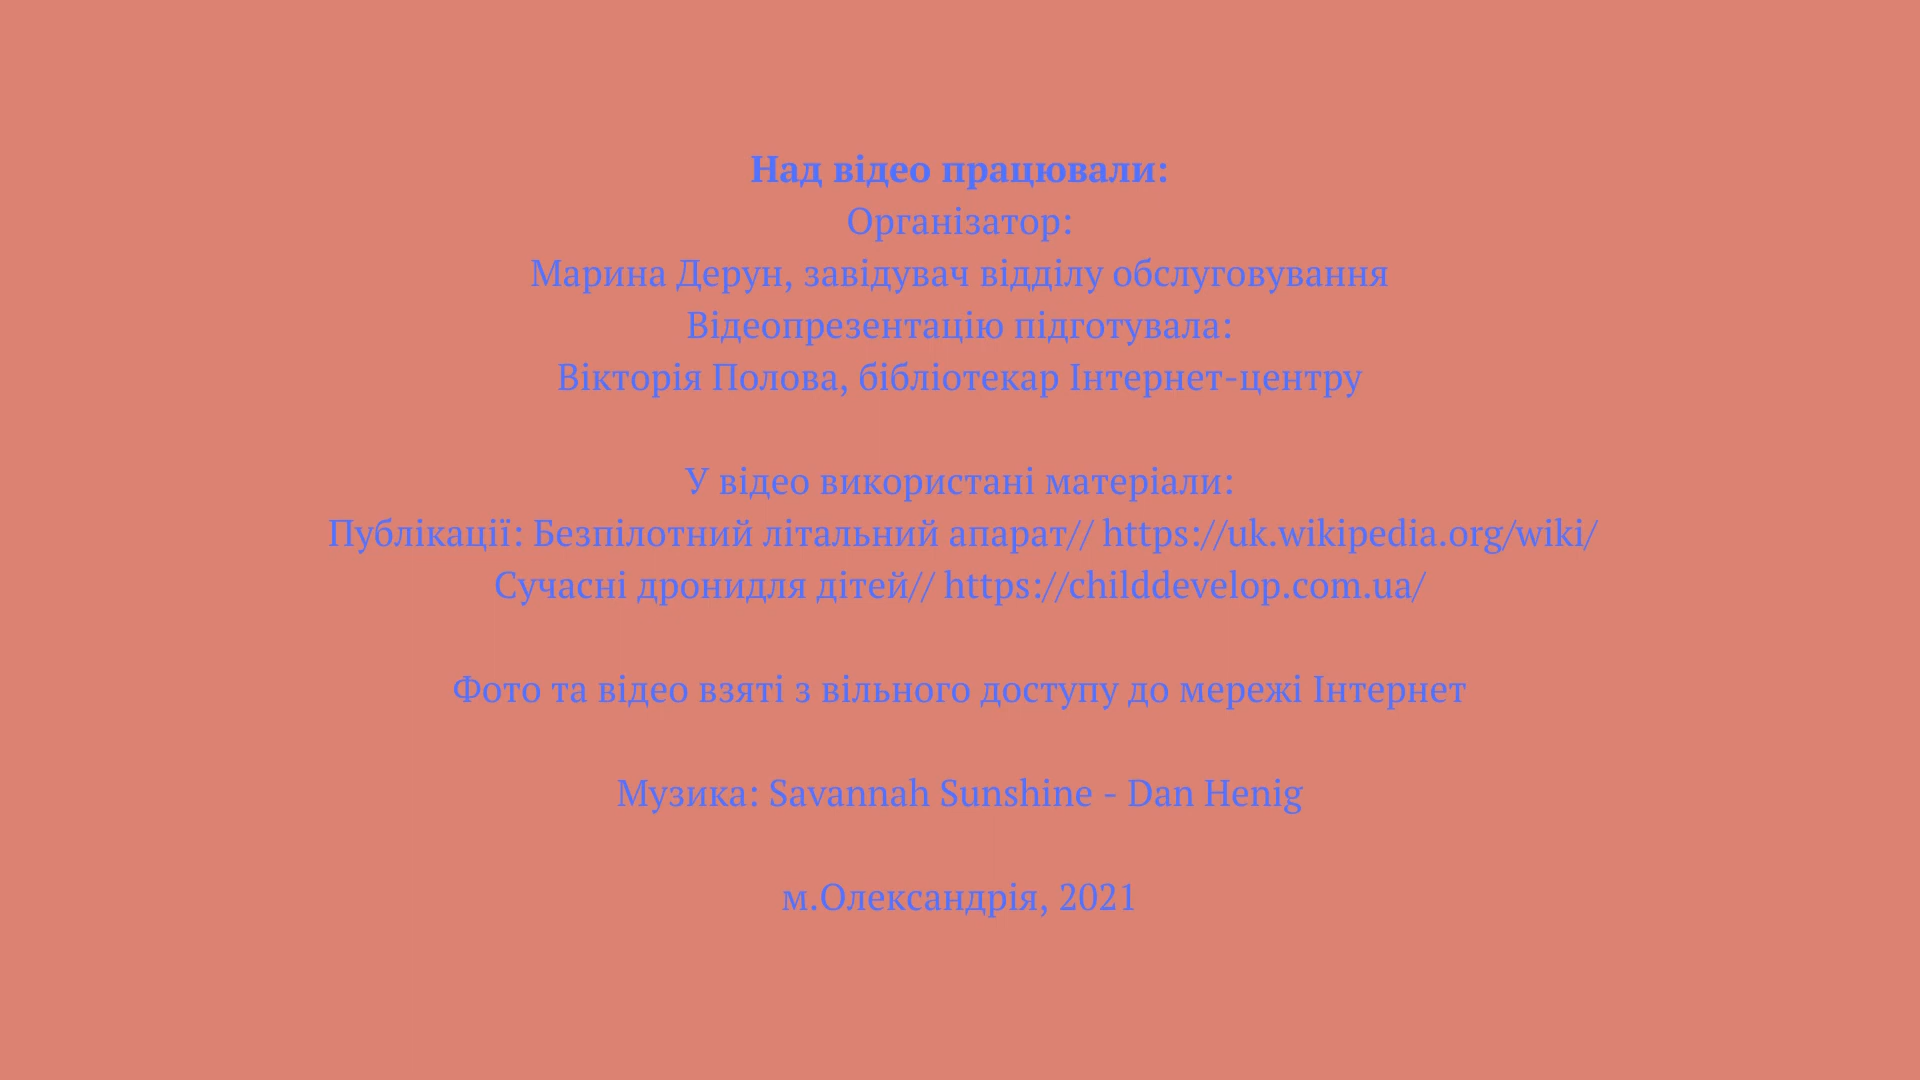 Над відео працювали:
Організатор:
Марина Дерун, завідувач відділу обслуговування
Відеопрезентацію підготувала:
Вікторія Полова, бібліотекар Інтернет-центру
У відео використані матеріали:
Публікації: Безпілотний літальний апарат// https://uk.wikipedia.org/wiki/
Сучасні дронидля дітей// https://childdevelop.com.ua/
Фото та відео взяті з вільного доступу до мережі Інтернет
Музика: Savannah Sunshine - Dan Henig
м.Олександрія, 2021